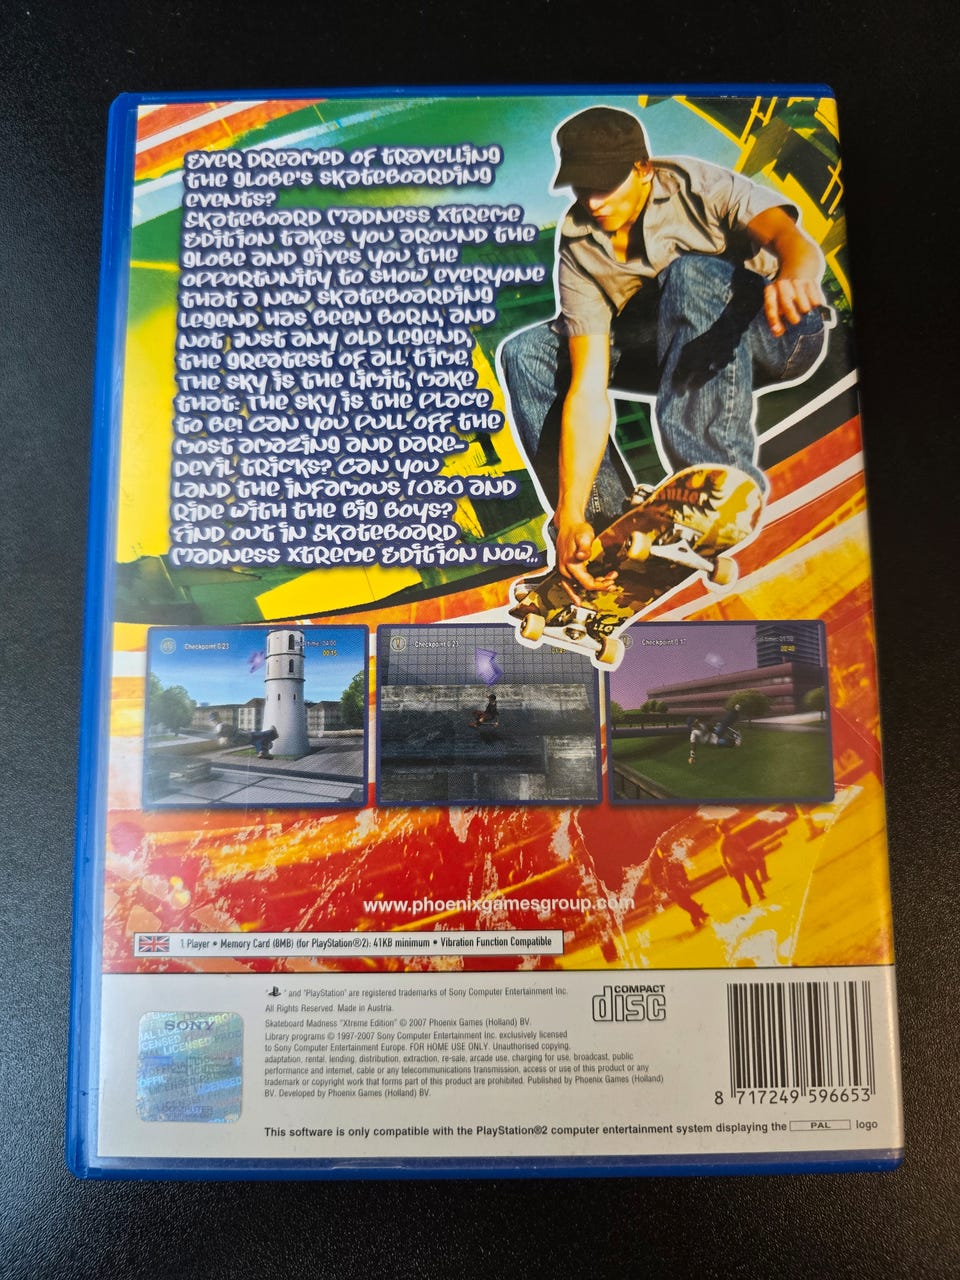 Ever dreamed of travelling
the globe's skateboarding
events?
Skateboard Madness Xtreme
Edition takes you around the
globe and gives you the
opportunity to show everyone
that a new skateboarding
legend has been born, and
not just any old legend,
the greatest of all time.
The sky is the limit, make
that: The sky is the place
to be! Can you pull off the
most amazing and dare-
devil tricks? Can you
land the infamous 1080 and
ride with the big boys?
Find out in Skateboard
Madness Xtreme Edition now...
Checkpoint 0:23
00:15
Checkpoint 0:23
Checkpoint 0:17
00:40
www.phoenixgamesgroup.com
1 Player • Memory Card (8MB) (for PlayStation®2): 41KB minimum • Vibration Function Compatible
" " and "PlayStation" are registered trademarks of Sony Computer Entertainment Inc.
All Rights Reserved. Made in Austria.
Skateboard Madness "Xtreme Edition" © 2007 Phoenix Games (Holland) BV.
Library programs © 1997-2007 Sony Computer Entertainment Inc. exclusively licensed
to Sony Computer Entertainment Europe. FOR HOME USE ONLY. Unauthorised copying,
adaptation, rental, lending, distribution, extraction, re-sale, arcade use, charging for use, broadcast, public
performance and internet, cable or any telecommunications transmission, access or use of this product or any
trademark or copyright work that forms part of this product are prohibited. Published by Phoenix Games (Holland)
BV. Developed by Phoenix Games (Holland) BV.
COMPACT
disc
SONY
8 717249 596653
This software is only compatible with the PlayStation®2 computer entertainment system displaying the PAL logo